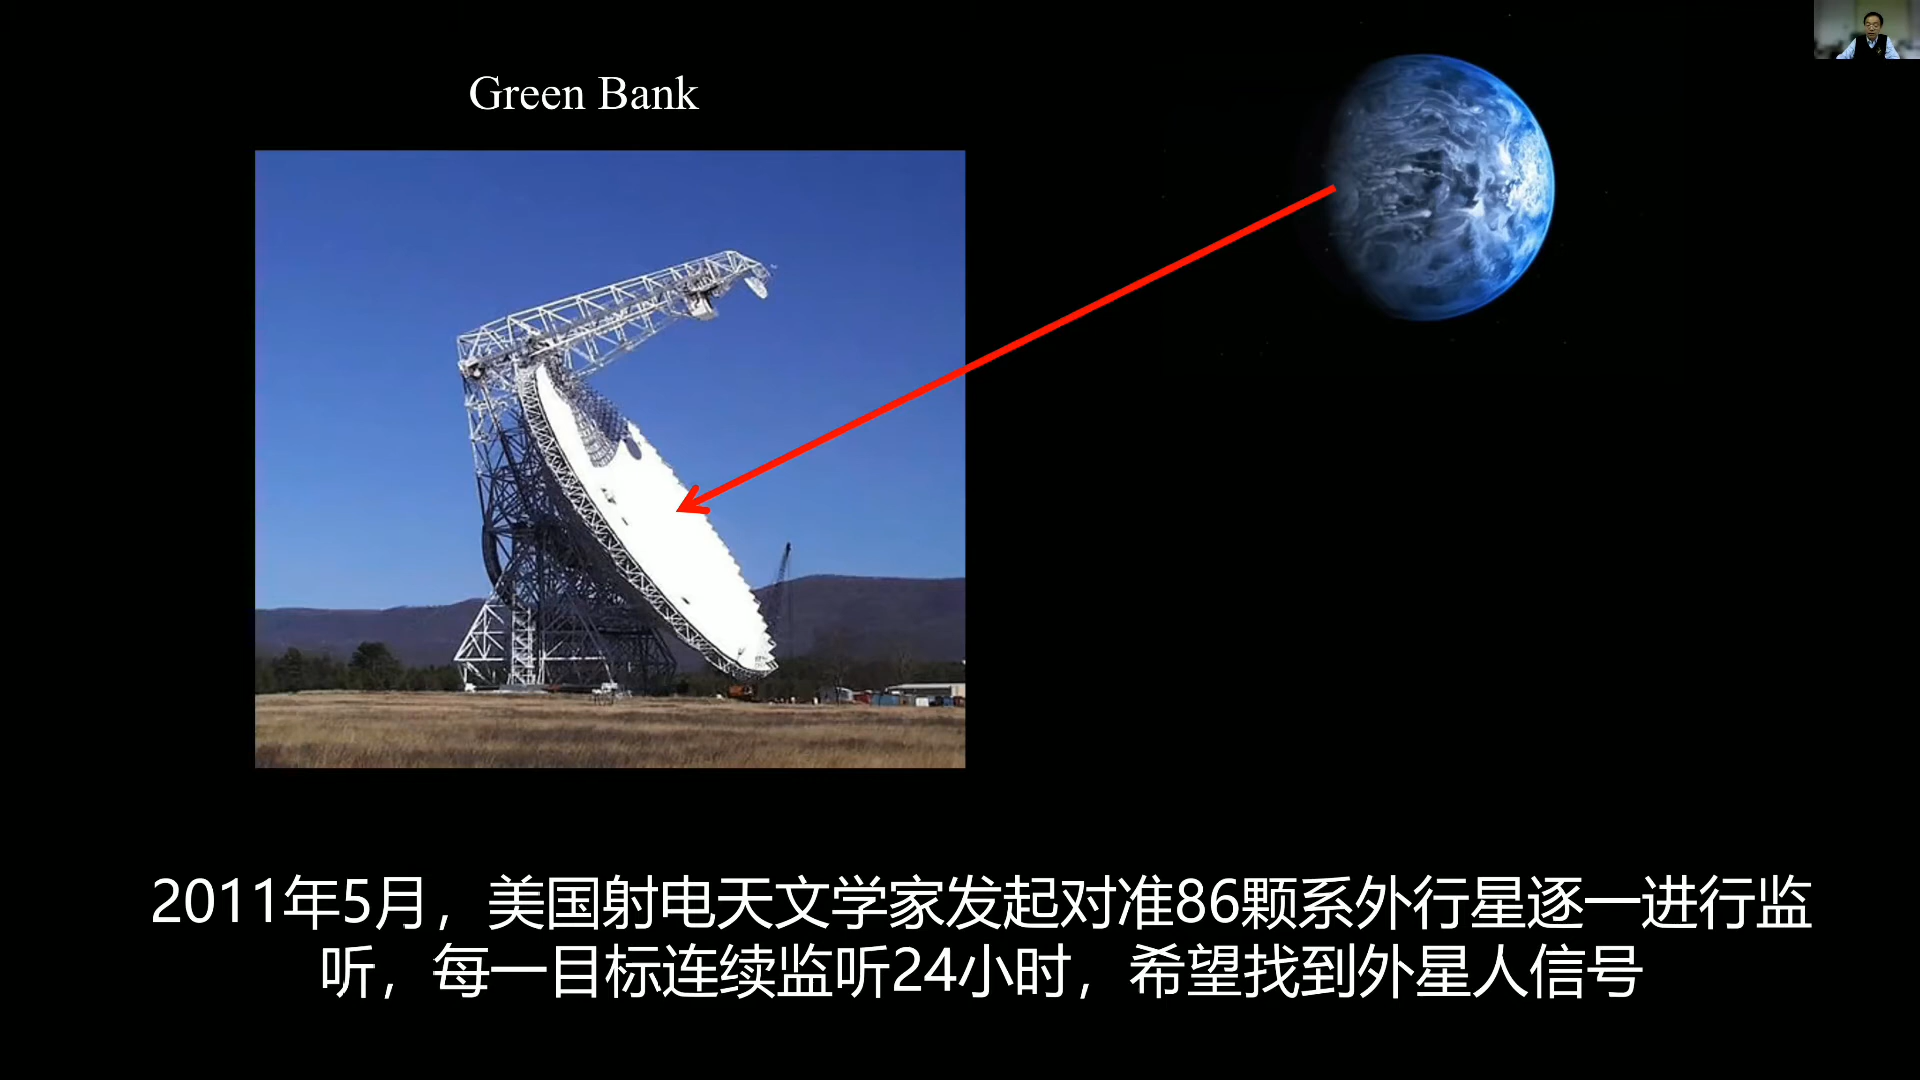 Green Bank
2011年5月，美国射电天文学家发起对准86颗系外行星逐一进行监
听，每一目标连续监听24小时，希望找到外星人信号